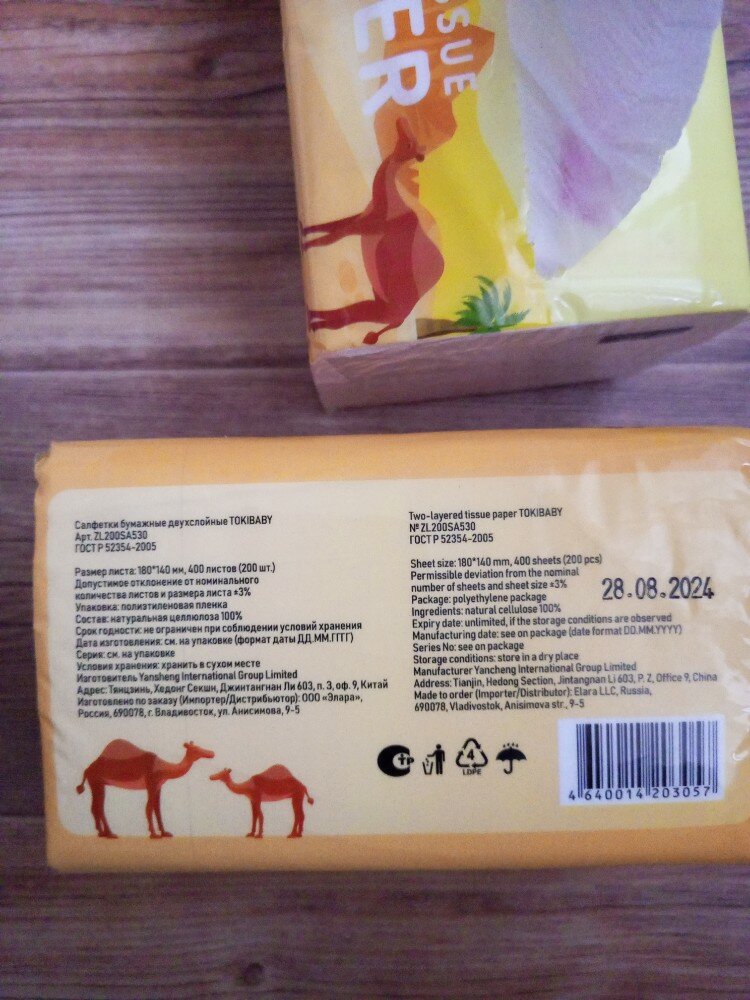 SSUE
ER
Салфетки бумажные двухслойные TOKIBABY
Арт. ZL200SA530
ГОСТ Р 52354-2005
Размер листа: 180*140 мм, 400 листов (200 шт.)
Допустимое отклонение от номинального
количества листов и размера листа ±3%
Упаковка: полиэтиленовая пленка
Состав: натуральная целлюлоза 100%
Срок годности: не ограничен при соблюдении условий хранения
Дата изготовления: см. на упаковке (формат даты ДД.ММ.ГГГГ)
Серия: см. на упаковке
Условия хранения: хранить в сухом месте
Изготовитель Yansheng International Group Limited
Адрес: Тянцзинь, Хедонг Секшн, Джинтангнан Ли 603, п. 3, оф. 9, Китай
Изготовлено по заказу (Импортер/Дистрибьютор): ООО «Элара»,
Россия, 690078, г. Владивосток, ул. Анисимова, 9-5
Two-layered tissue paper TOKIBABY
№ ZL200SA530
ГОСТ Р 52354-2005
Sheet size: 180*140 mm, 400 sheets (200 pcs)
Permissible deviation from the nominal
number of sheets and sheet size ±3%
Package: polyethylene package
Ingredients: natural cellulose 100%
Expiry date: unlimited, if the storage conditions are observed
Manufacturing date: see on package (date format DD.MM.YYYY)
Series No: see on package
Storage conditions: store in a dry place
Manufacturer Yancheng International Group Limited
Address: Tianjin, Hedong Section, Jintangnan Li 603, P. Z, Office 9, China
Made to order (Importer/Distributor): Elara LLC, Russia,
690078, Vladivostok, Anisimova str., 9-5
28.08.2024
4
LDPE
4 640014 203057